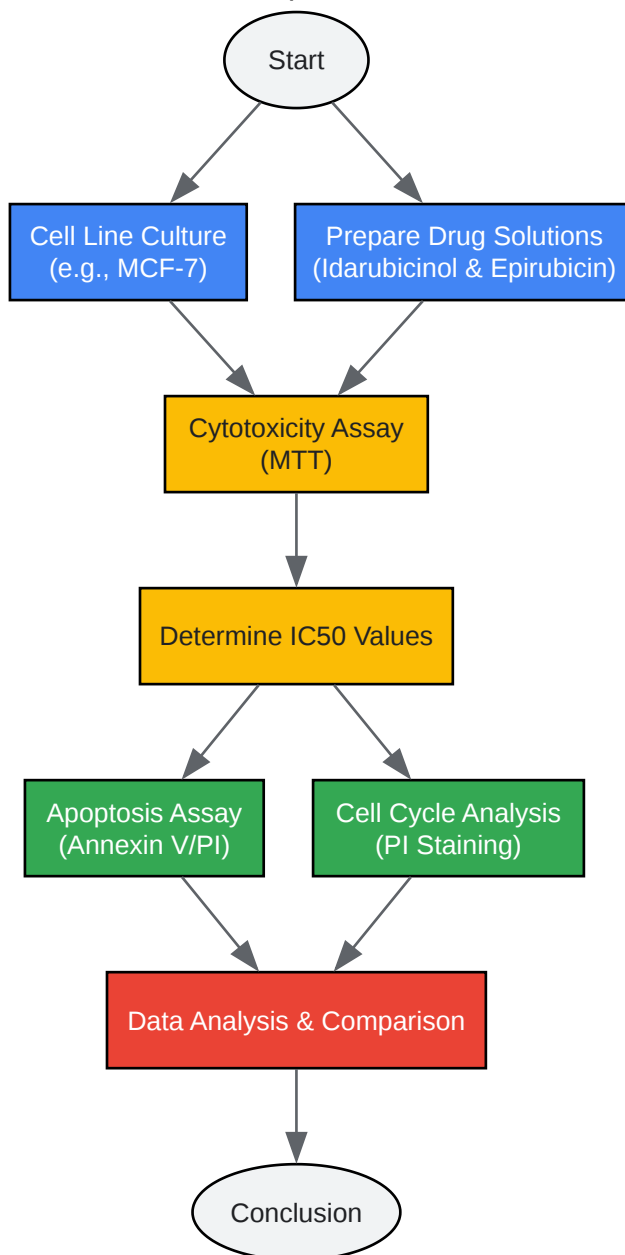 Start
Cell Line Culture
(e.g., MCF-7)
Prepare Drug Solutions
(Idarubicinol & Epirubicin)
Cytotoxicity Assay
(MTT)
Determine IC50 Values
Apoptosis Assay
(Annexin V/PI)
Cell Cycle Analysis
(PI Staining)
Data Analysis & Comparison
Conclusion